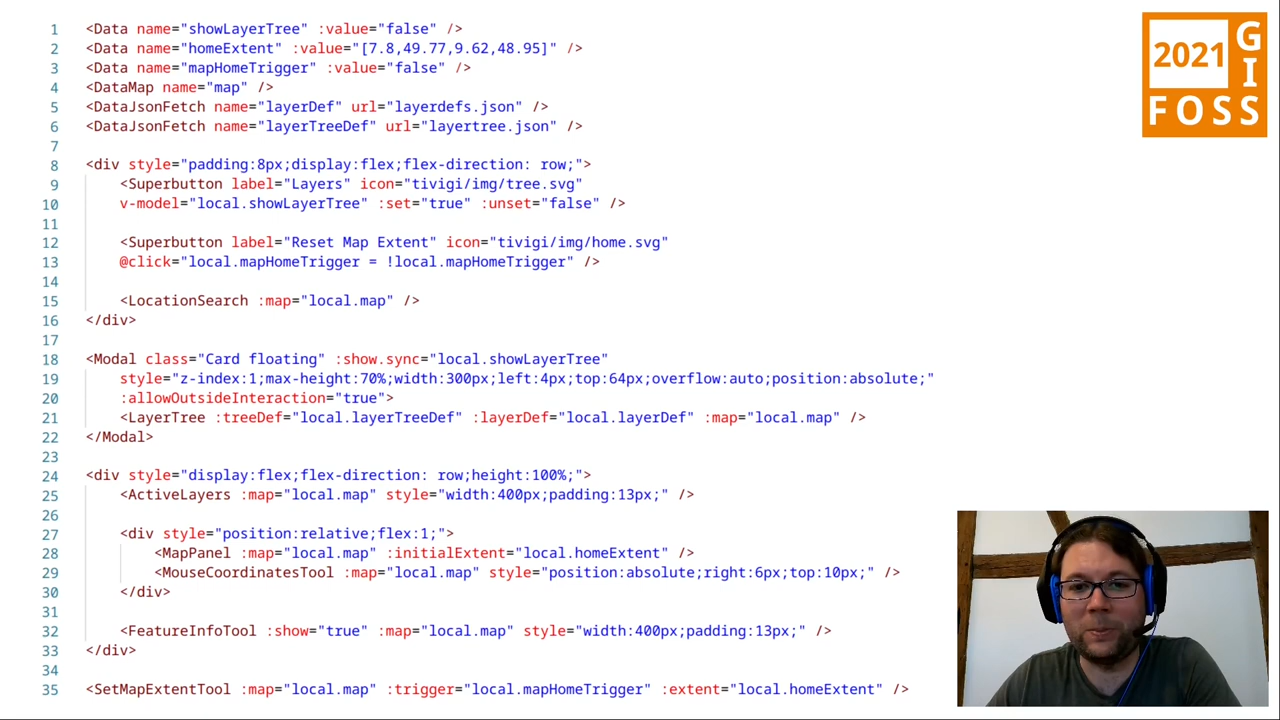 1 <Data name="showLayerTree" :value="false" />
2 <Data name="homeExtent" :value="[7.8,49.77,9.62,48.95]" />
3 <Data name="mapHomeTrigger" :value="false" />
4 <DataMap name="map" />
5 <DataJsonFetch name="layerDef" url="layerdefs.json" />
6 <DataJsonFetch name="layerTreeDef" url="layertree.json" />
7
8 <div style="padding:8px;display:flex;flex-direction: row;">
9 <Superbutton label="Layers" icon="tivigi/img/tree.svg"
10 v-model="local.showLayerTree" :set="true" :unset="false" />
11
12 <Superbutton label="Reset Map Extent" icon="tivigi/img/home.svg"
13 @click="local.mapHomeTrigger = !local.mapHomeTrigger" />
14
15 <LocationSearch :map="local.map" />
16 </div>
17
18 <Modal class="Card floating" :show.sync="local.showLayerTree"
19 style="z-index:1;max-height:70%;width:300px;left:4px;top:64px;overflow:auto;position:absolute;"
20 :allowOutsideInteraction="true">
21 <LayerTree :treeDef="local.layerTreeDef" :layerDef="local.layerDef" :map="local.map" />
22 </Modal>
23
24 <div style="display:flex;flex-direction: row;height:100%;">
25 <ActiveLayers :map="local.map" style="width:400px;padding:13px;" />
26
27 <div style="position:relative;flex:1;">
28 <MapPanel :map="local.map" :initialExtent="local.homeExtent" />
29 <MouseCoordinatesTool :map="local.map" style="position:absolute;right:6px;top:10px;" />
30 </div>
31
32 <FeatureInfoTool :show="true" :map="local.map" style="width:400px;padding:13px;" />
33 </div>
34
35 <SetMapExtentTool :map="local.map" :trigger="local.mapHomeTrigger" :extent="local.homeExtent" />
2021
FOSS
GIS